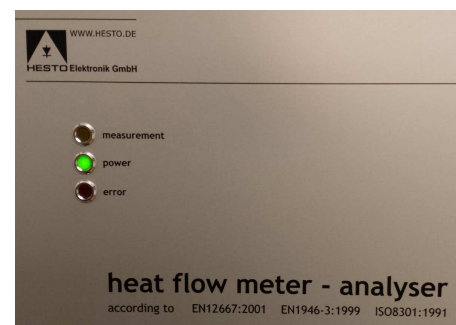 WWW.HESTO.DE
HESTO Elektronik GmbH
measurement
power
error
heat flow meter - analyser
according to EN12667:2001 EN1946-3:1999 ISO8301:1991